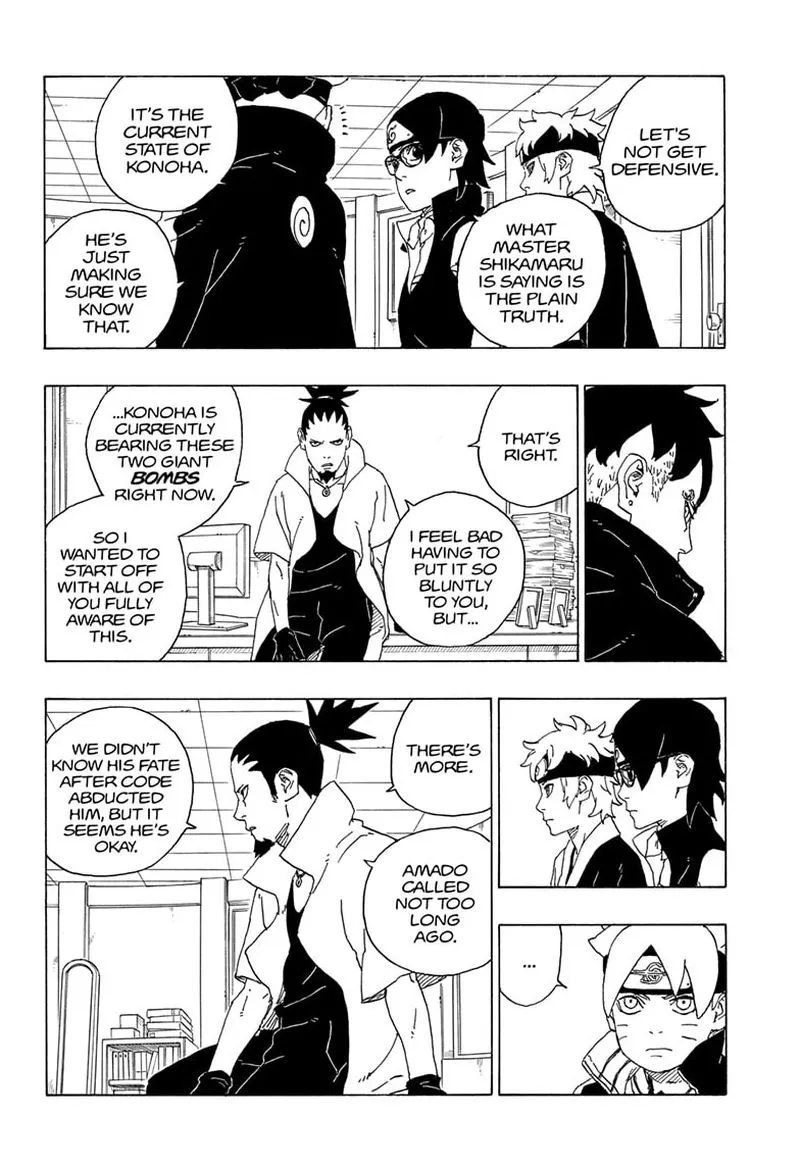 LET'S
NOT GET
DEFENSIVE.
WHAT
MASTER
SHIKAMARU
IS SAYING IS
THE PLAIN
TRUTH.
IT'S THE
CURRENT
STATE OF
KONOHA.
HE'S
JUST
MAKING
SURE WE
KNOW
THAT.
THAT'S
RIGHT.
I FEEL BAD
HAVING TO
PUT IT SO
BLUNTLY
TO YOU,
BUT...
...KONOHA IS
CURRENTLY
BEARING THESE
TWO GIANT
BOMBS
RIGHT NOW.
SO I
WANTED TO
START OFF
WITH ALL OF
YOU FULLY
AWARE OF
THIS.
THERE'S
MORE.
AMADO
CALLED
NOT TOO
LONG
AGO.
WE DIDN'T
KNOW HIS FATE
AFTER CODE
ABDUCTED
HIM, BUT IT
SEEMS HE'S
OKAY.
...